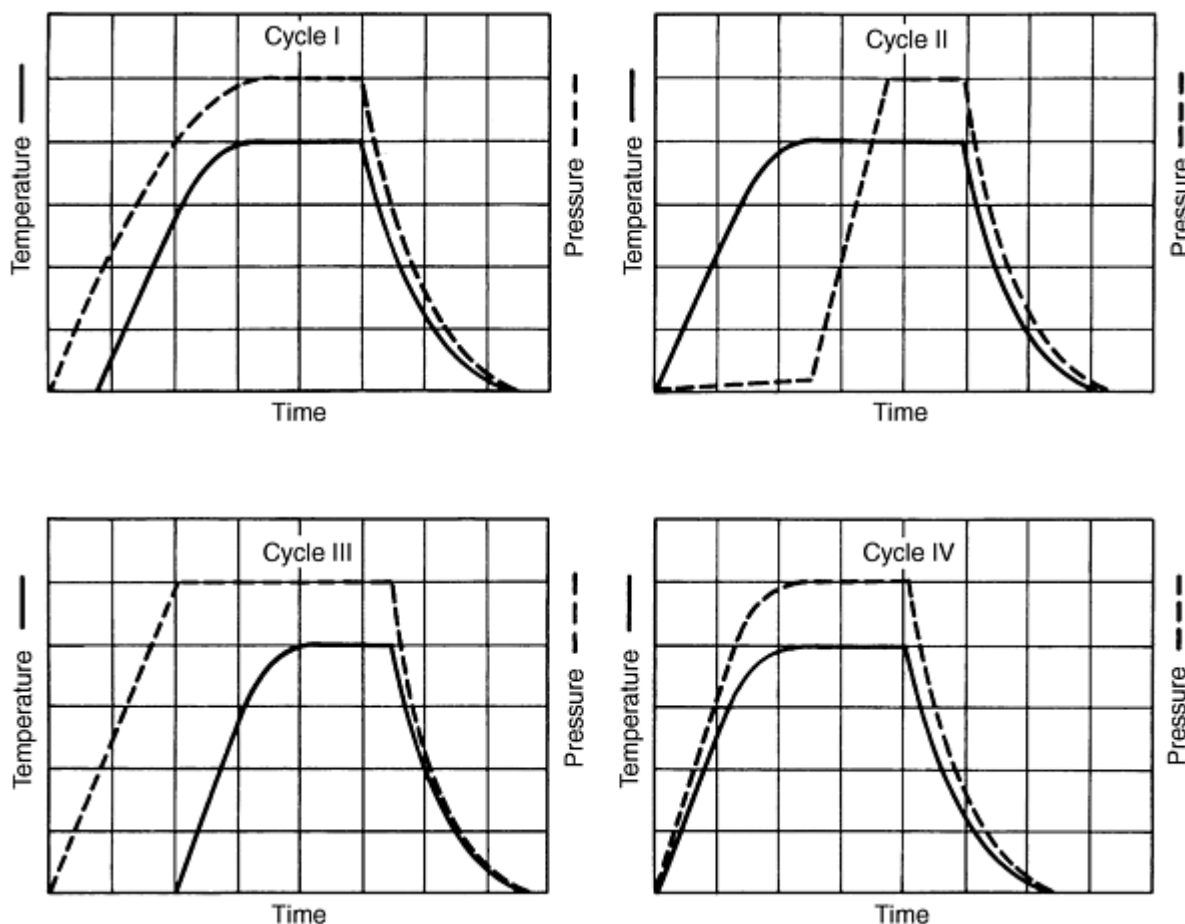 Cycle I
Temperature
Pressure
Time
Cycle II
Temperature
Pressure
Time
Cycle III
Temperature
Pressure
Time
Cycle IV
Temperature
Pressure
Time